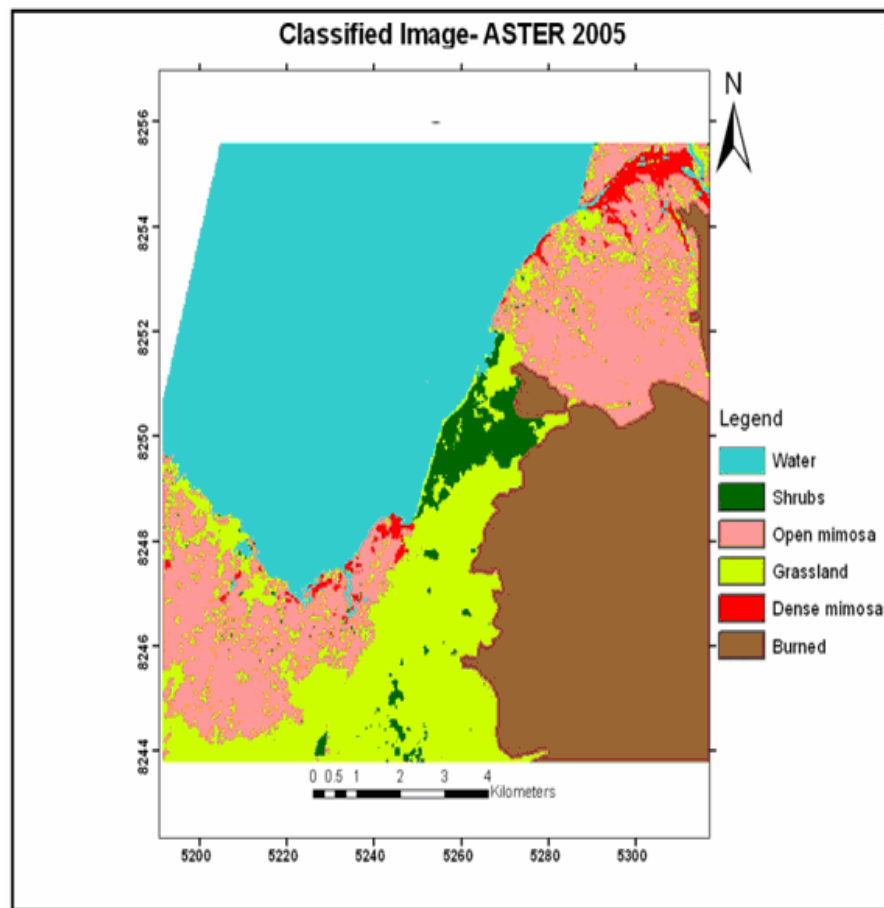 Classified Image- ASTER 2005
N
8256
8254
8252
8250
8248
8246
8244
Legend
Water
Shrubs
Open mimosa
Grassland
Dense mimosa
Burned
0 0.5 1 2 3 4
Kilometers
5200 5220 5240 5260 5280 5300